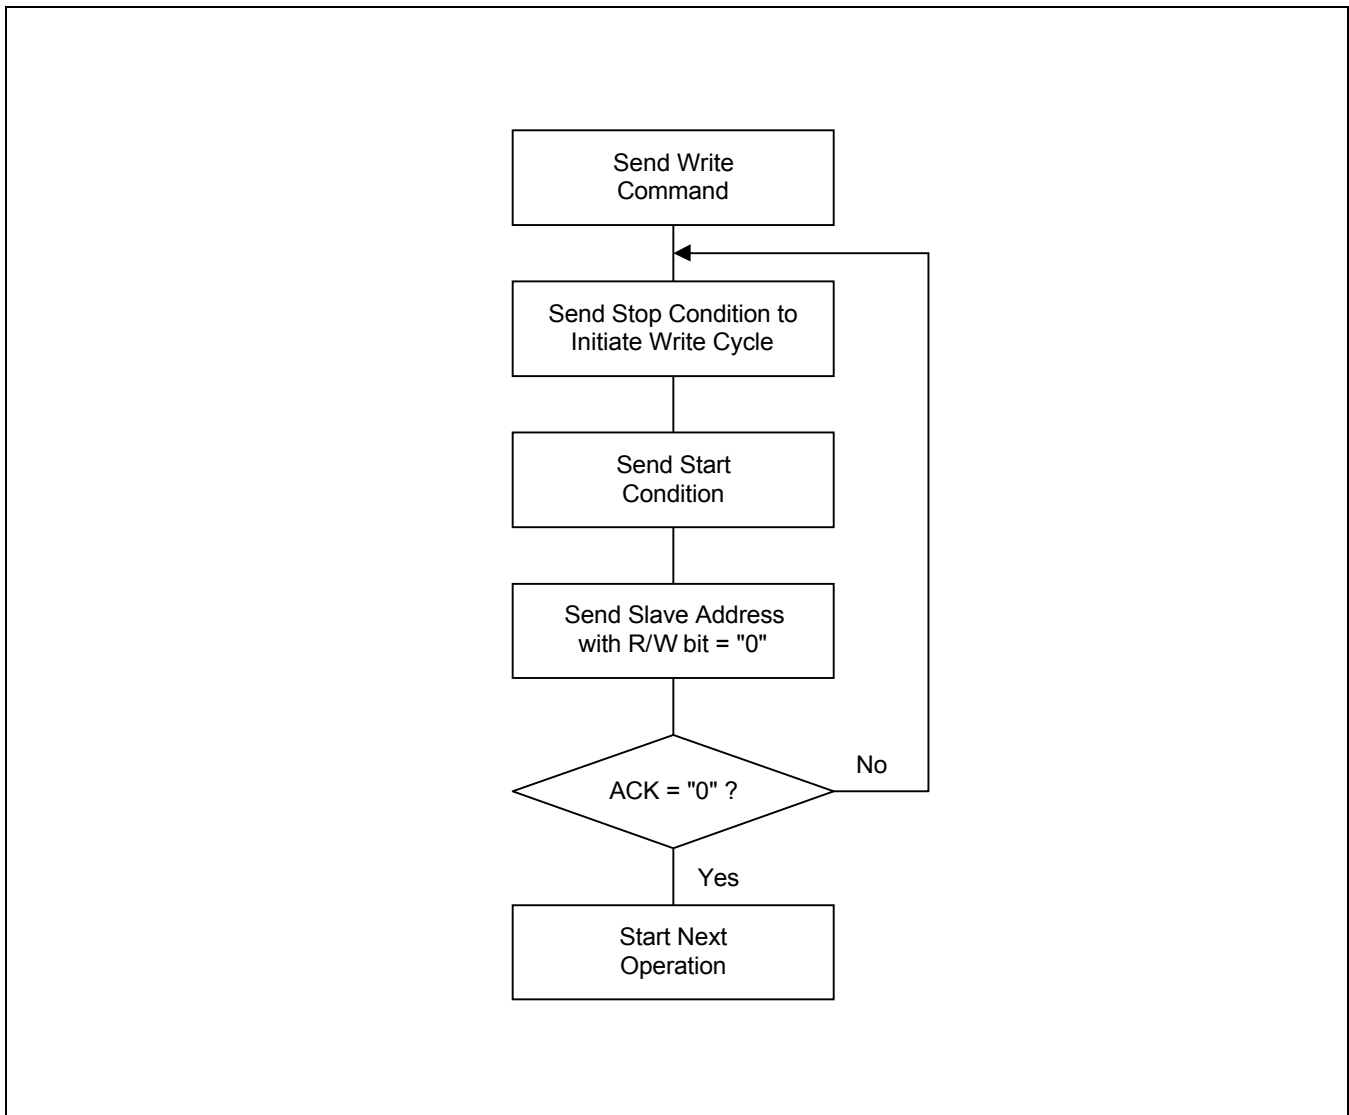 Send Write
Command
Send Stop Condition to
Initiate Write Cycle
Send Start
Condition
Send Slave Address
with R/W bit = "0"
ACK = "0" ?
No
Yes
Start Next
Operation